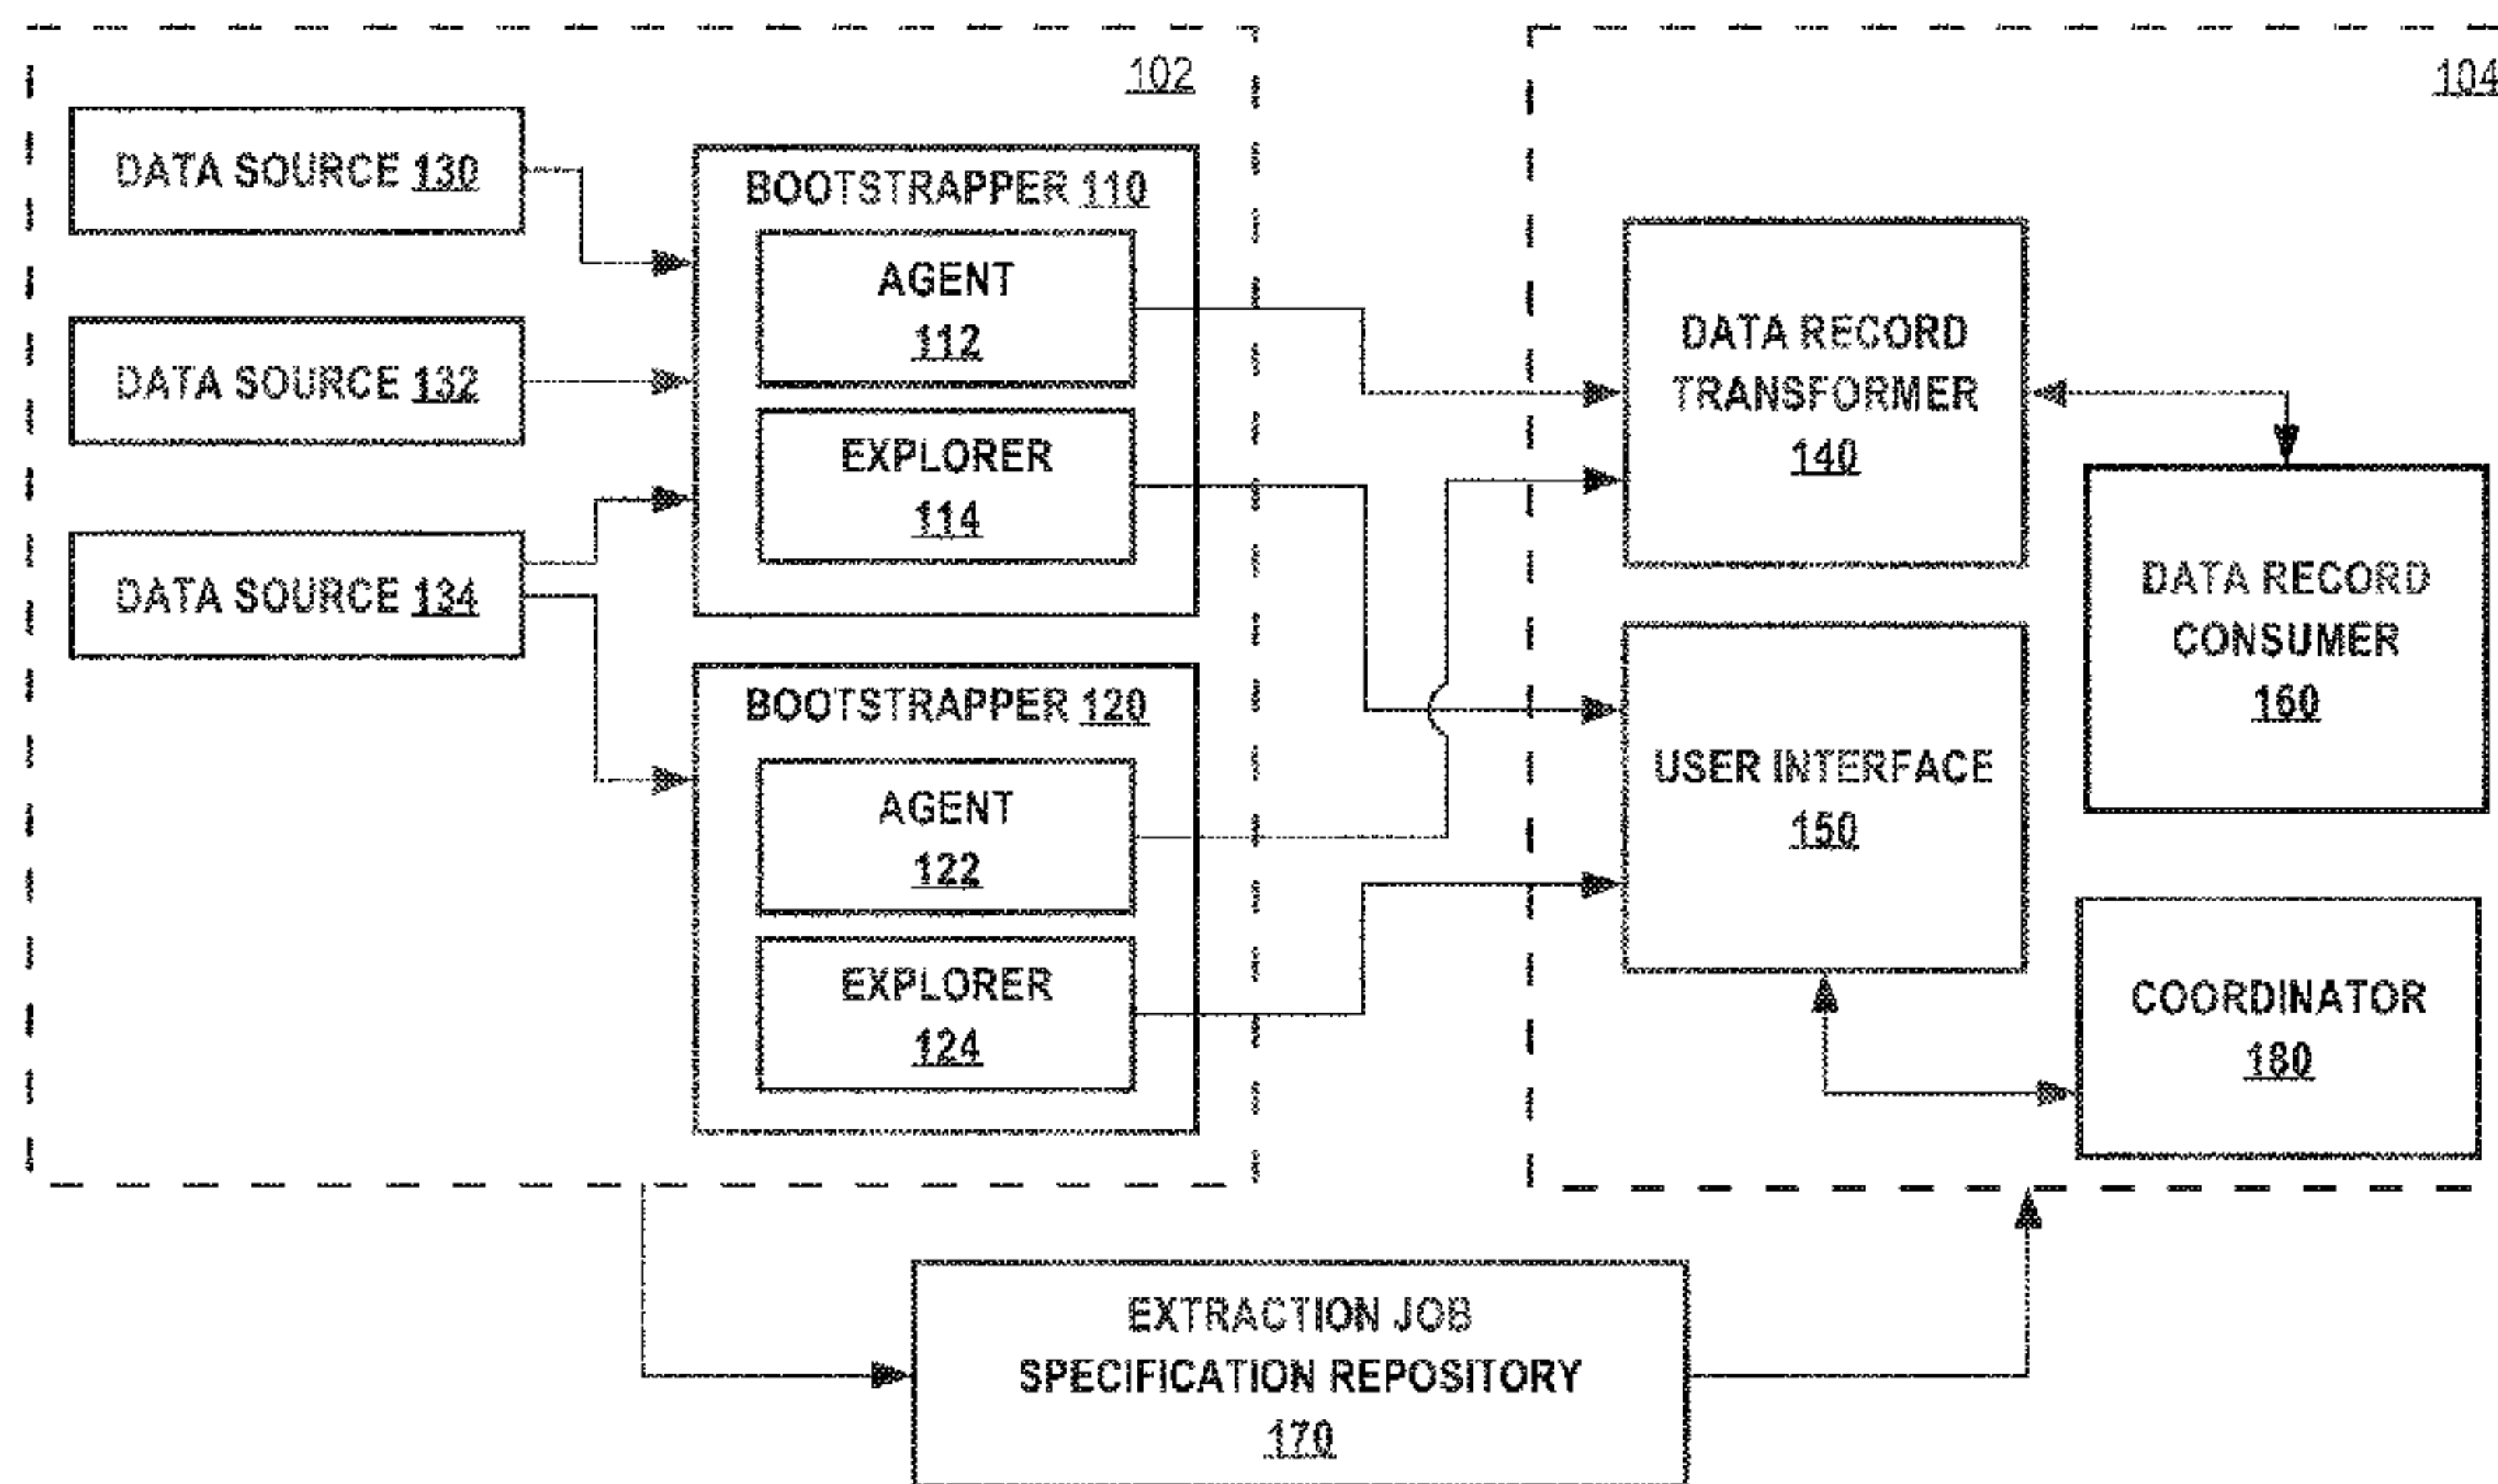 102
104
DATA SOURCE 130
DATA SOURCE 132
DATA SOURCE 134
BOOTSTRAPPER 110
AGENT
112
EXPLORER
114
BOOTSTRAPPER 120
AGENT
122
EXPLORER
124
DATA RECORD
TRANSFORMER
140
USER INTERFACE
150
DATA RECORD
CONSUMER
160
COORDINATOR
180
EXTRACTION JOB
SPECIFICATION REPOSITORY
170